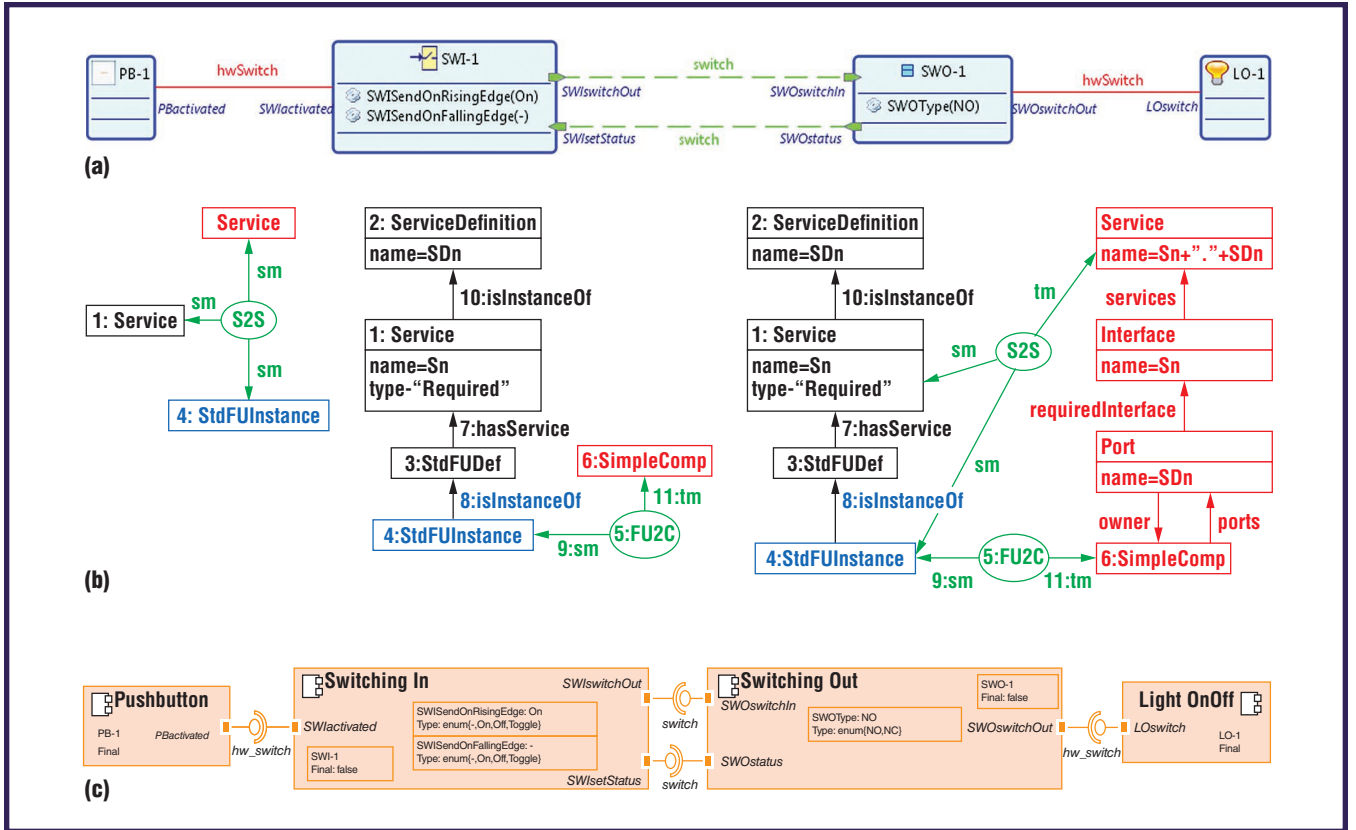 PB-1
hwSwitch
PBactivated
SWIactivated
SWI-1
SWISendOnRisingEdge(On)
SWISendOnFallingEdge(-)
switch
SWIswitchOut
SWOswitchIn
SWIsetStatus
switch
SWOstatus
SWO-1
SWOType(NO)
hwSwitch
SWOswitchOut
LOswitch
LO-1
(a)
Service
sm
sm
S2S
1: Service
sm
4: StdFUInstance
2: ServiceDefinition
name=SDn
10:isInstanceOf
1: Service
name=Sn
type-“Required”
7:hasService
3:StdFUDef
6:SimpleComp
8:isInstanceOf
11:tm
4:StdFUInstance
5:FU2C
9:sm
2: ServiceDefinition
name=SDn
10:isInstanceOf
1: Service
name=Sn
type-“Required”
7:hasService
3:StdFUDef
8:isInstanceOf
4:StdFUInstance
tm
sm
S2S
sm
5:FU2C
9:sm
11:tm
Service
name=Sn+”.”+SDn
services
Interface
name=Sn
requiredInterface
Port
name=SDn
owner
ports
6:SimpleComp
(b)
Pushbutton
PB-1
Final
PBactivated
hw_switch
Switching In
SWIswitchOut
SWIactivated
SWISendOnRisingEdge: On
Type: enum{-,On,Off,Toggle}
SWISendOnFallingEdge: -
Type: enum{-,On,Off,Toggle}
SWI-1
Final: false
SWIsetStatus
switch
switch
Switching Out
SWOswitchIn
SWO-1
Final: false
SWOType: NO
Type: enum{NO,NC}
SWOswitchOut
SWOstatus
hw_switch
Light OnOff
LOswitch
LO-1
Final
(c)